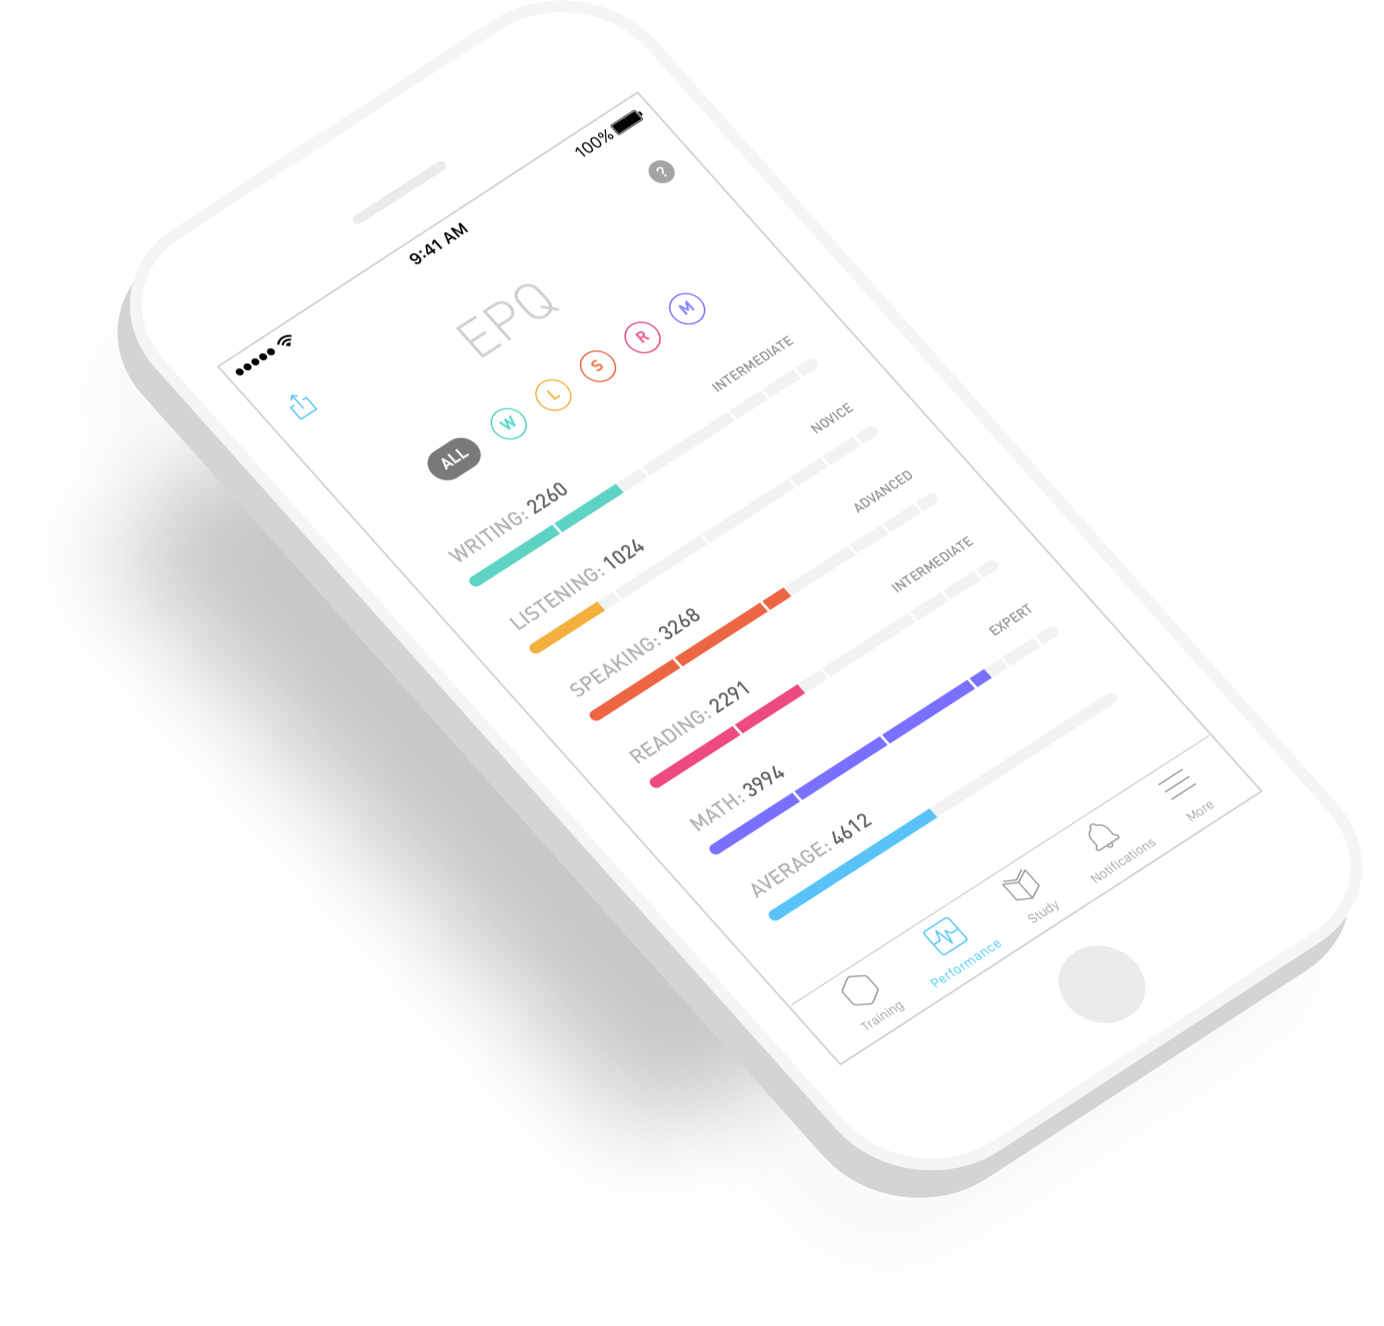 9:41 AM
100%
?
EPQ
ALL W L S R M
WRITING: 2260 INTERMEDIATE
LISTENING: 1024 NOVICE
SPEAKING: 3268 ADVANCED
READING: 2291 INTERMEDIATE
MATH: 3994 EXPERT
AVERAGE: 4612
Training Performance Study Notifications More